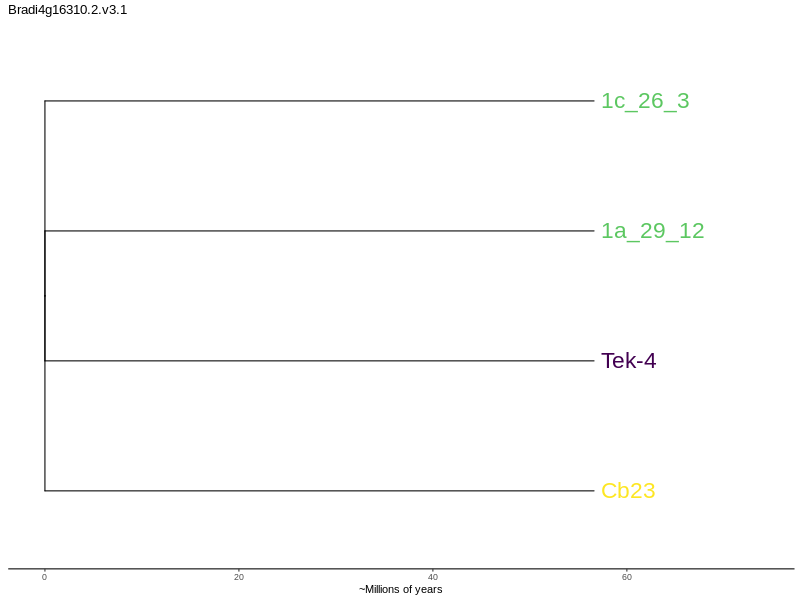 Bradi4g16310.2.v3.1
1c_26_3
1a_29_12
Tek-4
Cb23
0 20 40 60
~Millions of years